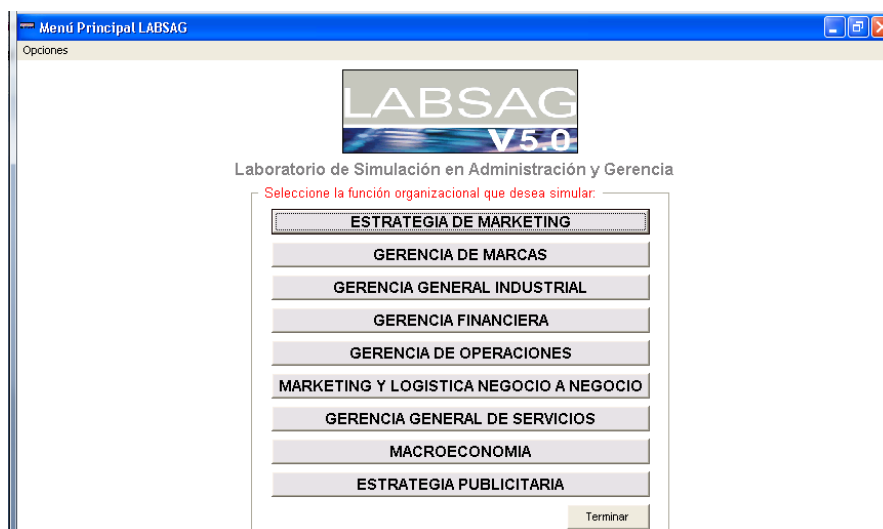 Menú Principal LABSAG
Opciones
LABSAG
V5.0
Laboratorio de Simulación en Administración y Gerencia
Seleccione la función organizacional que desea simular:
ESTRATEGIA DE MARKETING
GERENCIA DE MARCAS
GERENCIA GENERAL INDUSTRIAL
GERENCIA FINANCIERA
GERENCIA DE OPERACIONES
MARKETING Y LOGISTICA NEGOCIO A NEGOCIO
GERENCIA GENERAL DE SERVICIOS
MACROECONOMIA
ESTRATEGIA PUBLICITARIA
Terminar